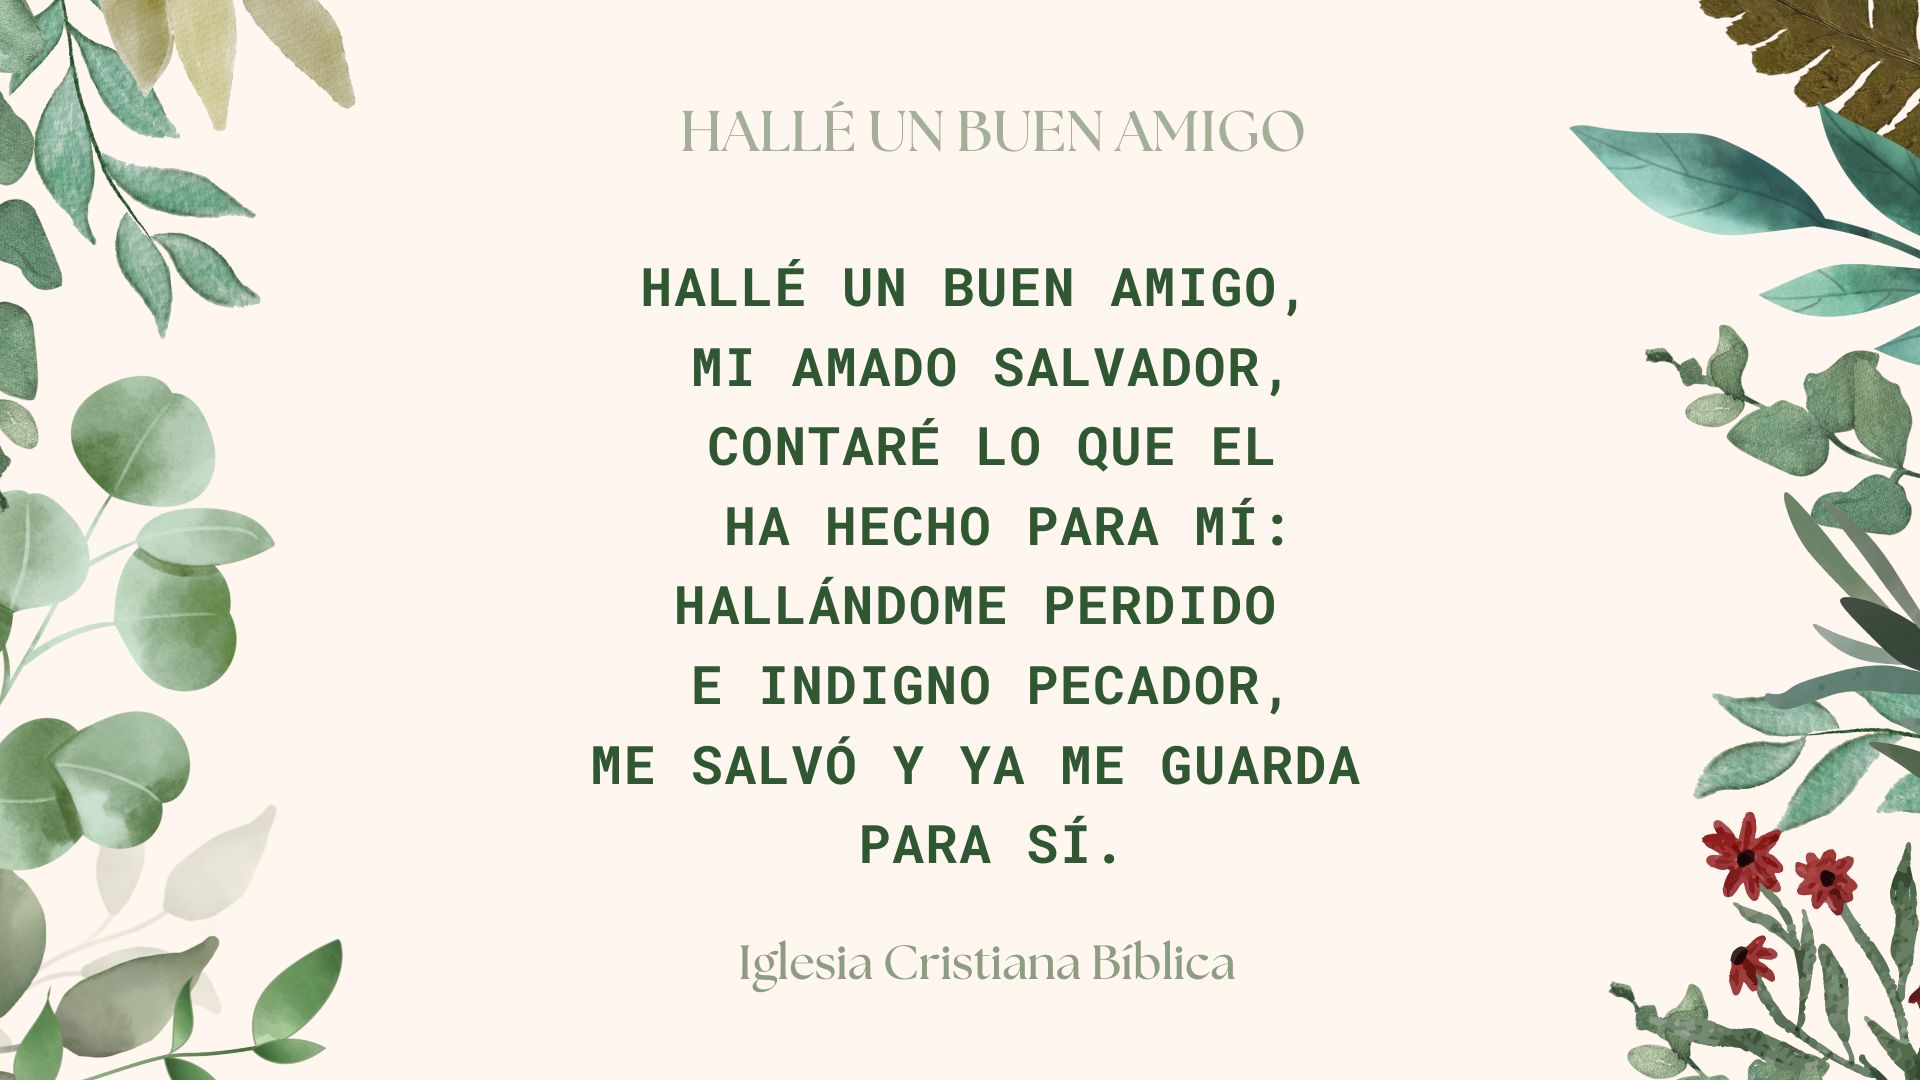 HALLÉ UN BUEN AMIGO
HALLÉ UN BUEN AMIGO,
MI AMADO SALVADOR,
CONTARÉ LO QUE EL
HA HECHO PARA MÍ:
HALLÁNDOME PERDIDO
E INDIGNO PECADOR,
ME SALVÓ Y YA ME GUARDA
PARA SÍ.
Iglesia Cristiana Bíblica